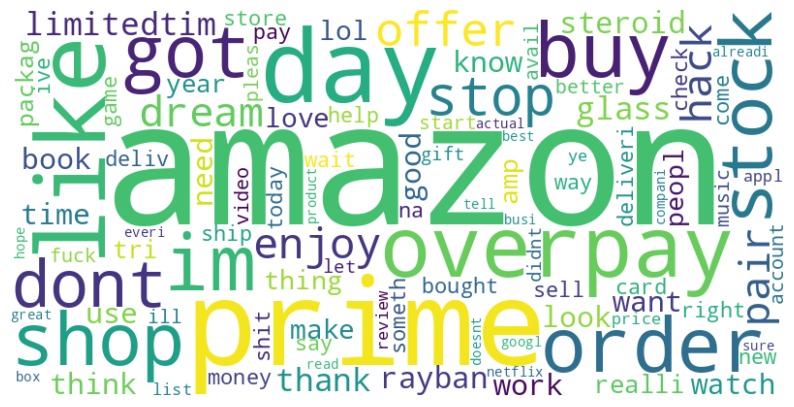 limitedtim
store
pay
lol
offer
avail
steroid
alreadi
packag
ive
like
game
got
year
pleas
day
know
buy
better
check
hack
come
stock
dream
love
help
stop
start
actual
glass
amazon
book
deliv
need
video
today
wait
product
good
gift
best
amp
ye
way
deliveri
compani
peopl
music
appl
time
na
tell
busi
hope
everi
fuck
tri
ship
im
enjoy
let
overpay
didnt
pair
account
dont
thing
someth
bought
sell
card
want
right
great
use
ill
shop
prime
shit
make
say
review
look
price
order
doesnt
googl
sure
new
box
think
list
money
thank
read
rayban
netflix
work
realli
watch